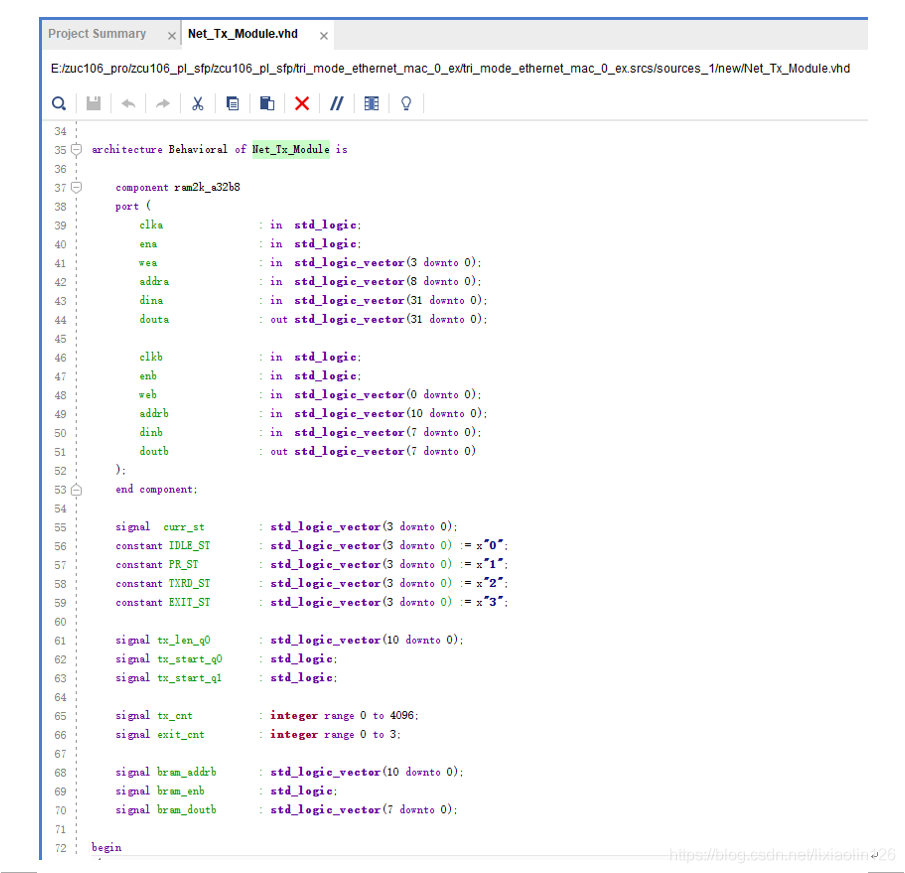 Project Summary × Net_Tx_Module.vhd ×
E:/zuc106_pro/zcu106_pl_sfp/zcu106_pl_sfp/tri_mode_ethernet_mac_0_ex/tri_mode_ethernet_mac_0_ex.srcs/sources_1/new/Net_Tx_Module.vhd
34
35 architecture Behavioral of Net_Tx_Module is
36
37 component ram2k_a32b8
38 port (
39 clka : in std_logic;
40 ena : in std_logic;
41 wea : in std_logic_vector(3 downto 0);
42 addra : in std_logic_vector(8 downto 0);
43 dina : in std_logic_vector(31 downto 0);
44 douta : out std_logic_vector(31 downto 0);
45
46 clkb : in std_logic;
47 enb : in std_logic;
48 web : in std_logic_vector(0 downto 0);
49 addrb : in std_logic_vector(10 downto 0);
50 dinb : in std_logic_vector(7 downto 0);
51 doutb : out std_logic_vector(7 downto 0)
52 );
53 end component;
54
55 signal curr_st : std_logic_vector(3 downto 0);
56 constant IDLE_ST : std_logic_vector(3 downto 0) := x"0";
57 constant PR_ST : std_logic_vector(3 downto 0) := x"1";
58 constant TXRD_ST : std_logic_vector(3 downto 0) := x"2";
59 constant EXIT_ST : std_logic_vector(3 downto 0) := x"3";
60
61 signal tx_len_q0 : std_logic_vector(10 downto 0);
62 signal tx_start_q0 : std_logic;
63 signal tx_start_q1 : std_logic;
64
65 signal tx_cnt : integer range 0 to 4096;
66 signal exit_cnt : integer range 0 to 3;
67
68 signal bram_addrb : std_logic_vector(10 downto 0);
69 signal bram_enb : std_logic;
70 signal bram_doutb : std_logic_vector(7 downto 0);
71
72 begin
https://blog.csdn.net/lixiaolin126